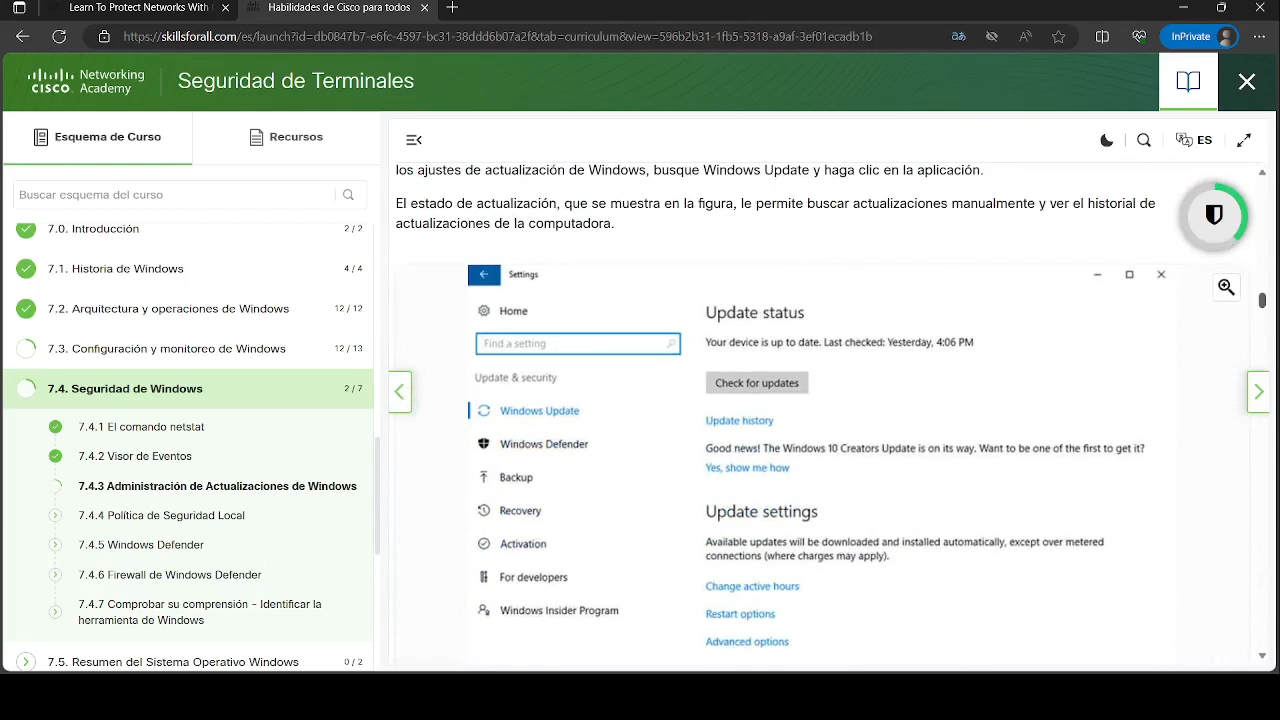 Learn To Protect Networks With
Habilidades de Cisco para todos
https://skillsforall.com/es/launch?id=db0847b7-e6fc-4597-bc31-38ddd6b07a2f&tab=curriculum&view=596b2b31-1fb5-5318-a9af-3ef01ecadb1b
InPrivate
Networking
CISCO Academy
Seguridad de Terminales
Esquema de Curso
Recursos
ES
Buscar esquema del curso
7.0. Introducción 2 / 2
7.1. Historia de Windows 4 / 4
7.2. Arquitectura y operaciones de Windows 12 / 12
7.3. Configuración y monitoreo de Windows 12 / 13
7.4. Seguridad de Windows 2 / 7
7.4.1 El comando netstat
7.4.2 Visor de Eventos
7.4.3 Administración de Actualizaciones de Windows
7.4.4 Política de Seguridad Local
7.4.5 Windows Defender
7.4.6 Firewall de Windows Defender
7.4.7 Comprobar su comprensión - Identificar la
herramienta de Windows
7.5. Resumen del Sistema Operativo Windows 0 / 2
los ajustes de actualización de Windows, busque Windows Update y haga clic en la aplicación.
El estado de actualización, que se muestra en la figura, le permite buscar actualizaciones manualmente y ver el historial de
actualizaciones de la computadora.
Settings
Home
Find a setting
Update & security
Windows Update
Windows Defender
Backup
Recovery
Activation
For developers
Windows Insider Program
Update status
Your device is up to date. Last checked: Yesterday, 4:06 PM
Check for updates
Update history
Good news! The Windows 10 Creators Update is on its way. Want to be one of the first to get it?
Yes, show me how
Update settings
Available updates will be downloaded and installed automatically, except over metered
connections (where charges may apply).
Change active hours
Restart options
Advanced options